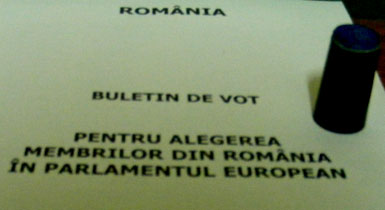 ROMÂNIA
BULETIN DE VOT
PENTRU ALEGEREA
MEMBRILOR DIN ROMÂNIA
ÎN PARLAMENTUL EUROPEAN